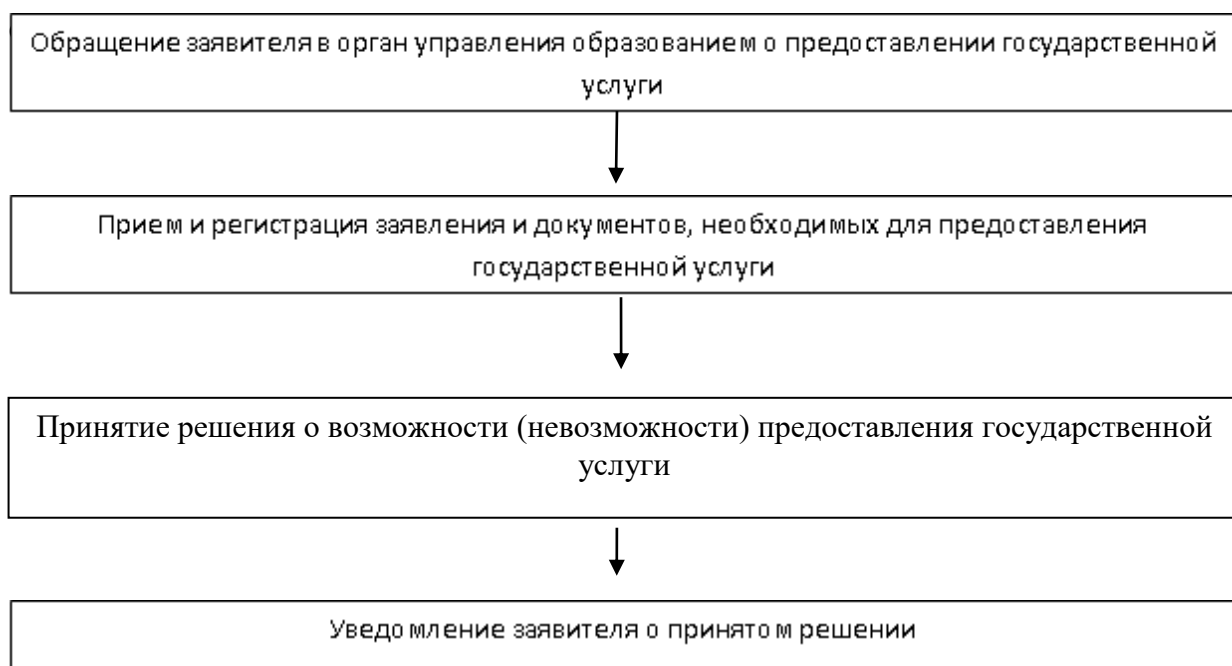 Обращение заявителя в орган управления образованием о предоставлении государственной
услуги
Прием и регистрация заявления и документов, необходимых для предоставления
государственной услуги
Принятие решения о возможности (невозможности) предоставления государственной
услуги
Уведомление заявителя о принятом решении